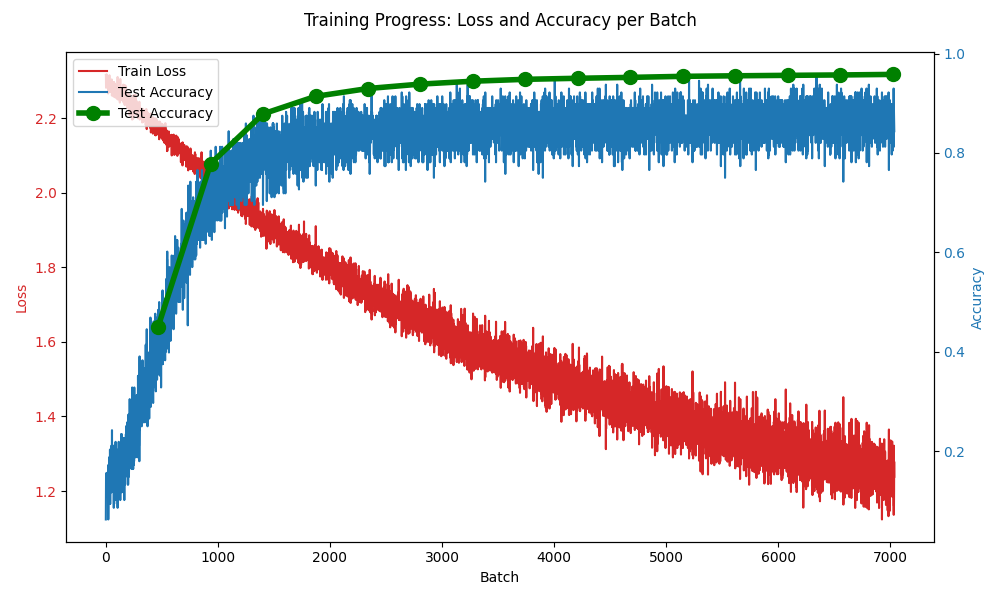 Training Progress: Loss and Accuracy per Batch
Train Loss
Test Accuracy
Test Accuracy
Loss
2.2
2.0
1.8
1.6
1.4
1.2
1.0
0.8
0.6
0.4
0.2
Accuracy
0 1000 2000 3000 4000 5000 6000 7000
Batch